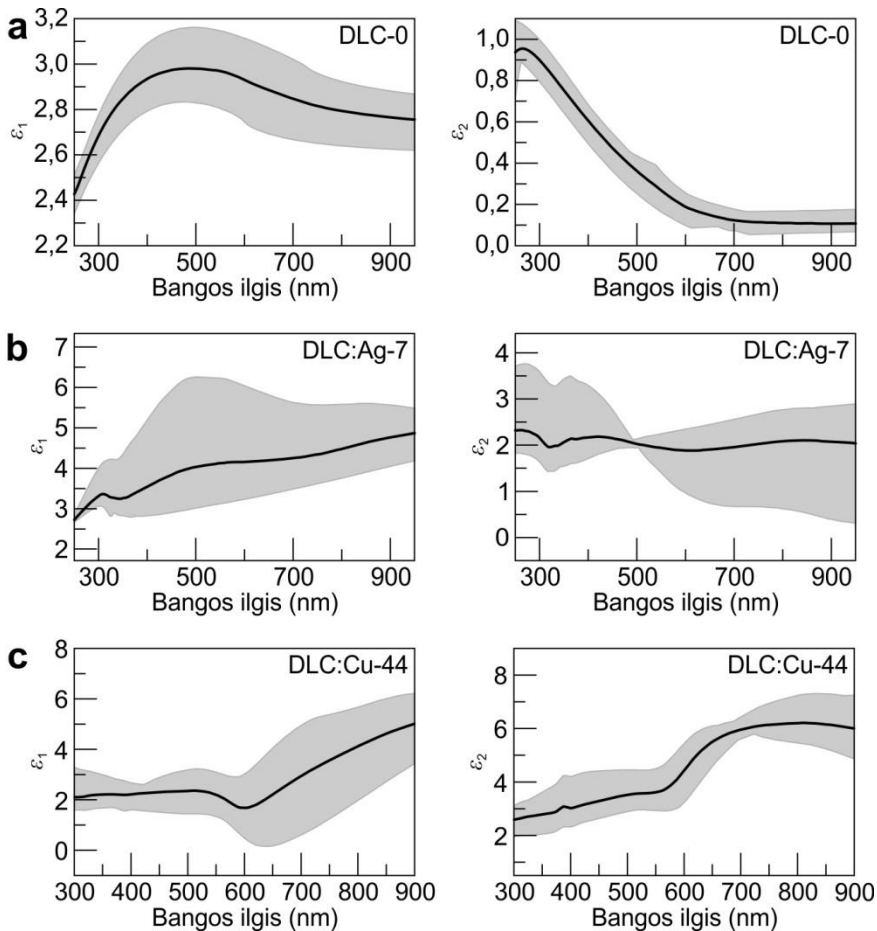 a
3,2
3,0
2,8
2,6
2,4
2,2
ε1
DLC-0
300 500 700 900
Bangos ilgis (nm)
1,0
0,8
0,6
0,4
0,2
0,0
ε2
DLC-0
300 500 700 900
Bangos ilgis (nm)
b
7
6
5
4
3
2
ε1
DLC:Ag-7
300 500 700 900
Bangos ilgis (nm)
4
3
2
1
0
ε2
DLC:Ag-7
300 500 700 900
Bangos ilgis (nm)
c
8
6
4
2
0
ε1
DLC:Cu-44
300 400 500 600 700 800 900
Bangos ilgis (nm)
8
6
4
2
ε2
DLC:Cu-44
300 400 500 600 700 800 900
Bangos ilgis (nm)